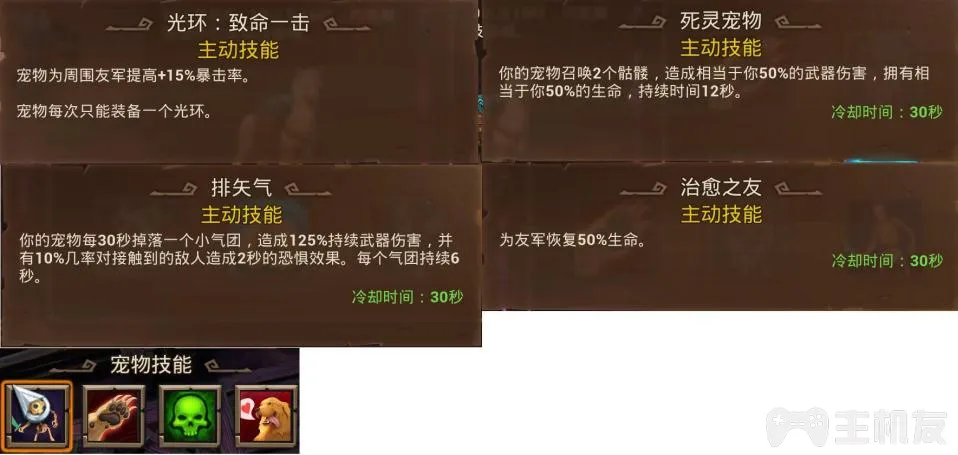 光环：致命一击
主动技能
宠物为周围友军提高+15%暴击率。
宠物每次只能装备一个光环。
死灵宠物
主动技能
你的宠物召唤2个骷髅，造成相当于你50%的武器伤害，拥有相
当于你50%的生命，持续时间12秒。
冷却时间：30秒
排矢气
主动技能
你的宠物每30秒掉落一个小气团，造成125%持续武器伤害，并
有10%几率对接触到的敌人造成2秒的恐惧效果。每个气团持续6
秒。
冷却时间：30秒
治愈之友
主动技能
为友军恢复50%生命。
冷却时间：30秒
宠物技能
主机友